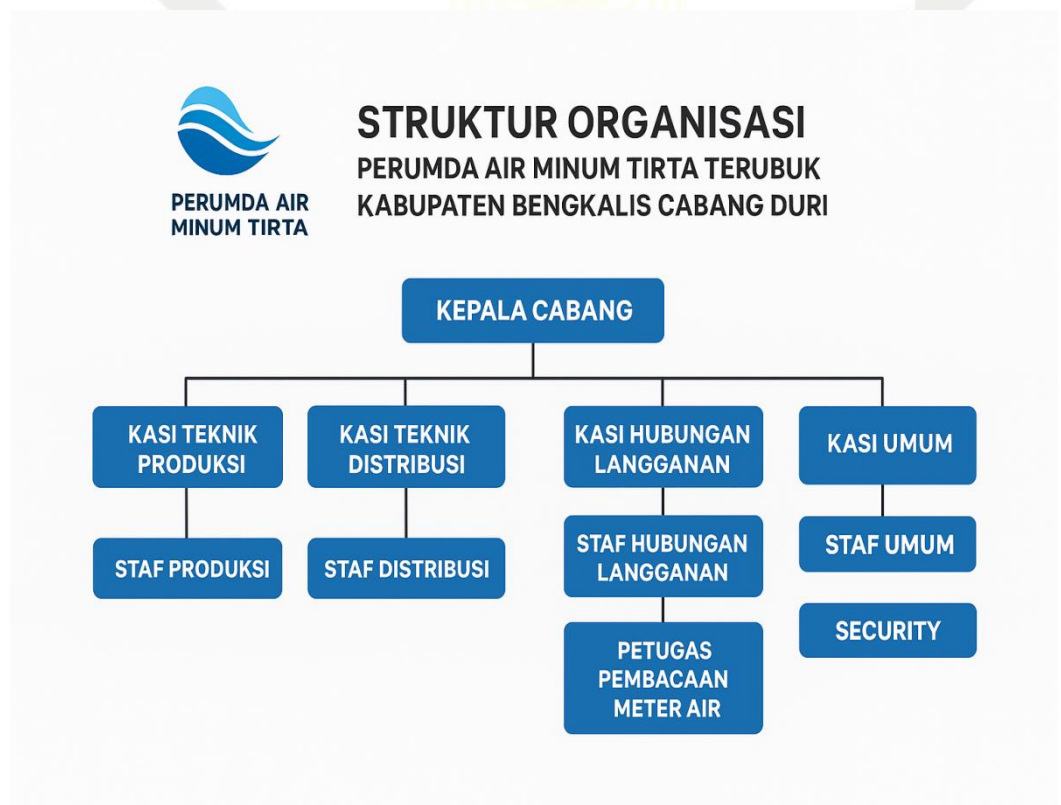 STRUKTUR ORGANISASI
PERUMDA AIR MINUM TIRTA TERUBUK
KABUPATEN BENGKALIS CABANG DURI
PERUMDA AIR
MINUM TIRTA
KEPALA CABANG
KASI TEKNIK
PRODUKSI
KASI TEKNIK
DISTRIBUSI
KASI HUBUNGAN
LANGGANAN
KASI UMUM
STAF PRODUKSI
STAF DISTRIBUSI
STAF HUBUNGAN
LANGGANAN
STAF UMUM
PETUGAS
PEMBACAAN
METER AIR
SECURITY